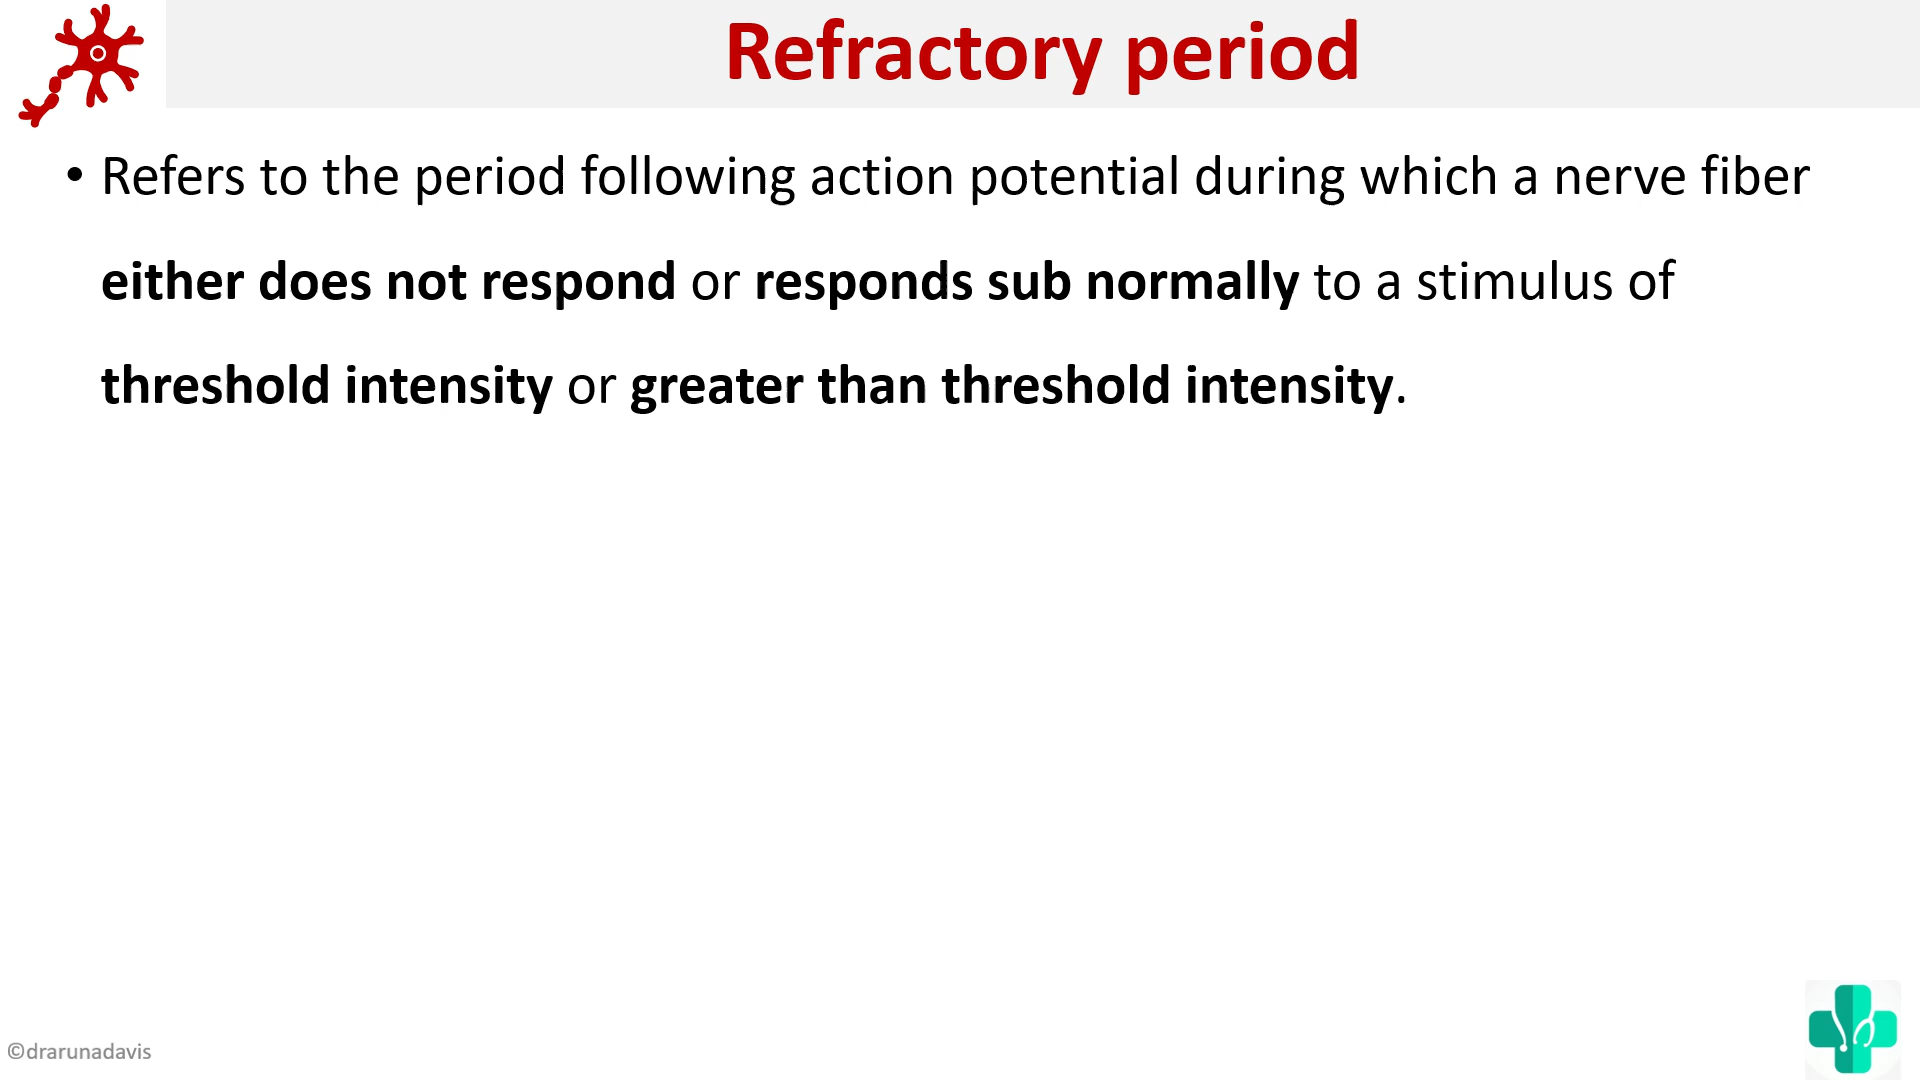 Refractory period
• Refers to the period following action potential during which a nerve fiber
either does not respond or responds sub normally to a stimulus of
threshold intensity or greater than threshold intensity.
©drarunadavis